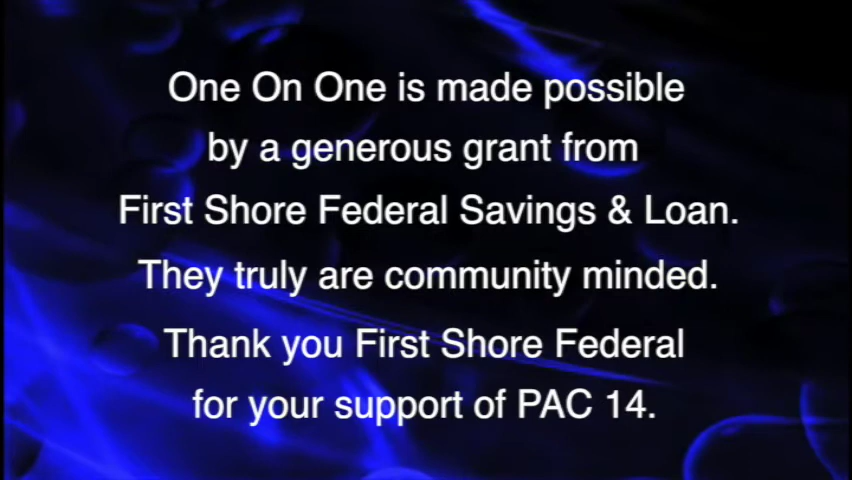 One On One is made possible
by a generous grant from
First Shore Federal Savings & Loan.
They truly are community minded.
Thank you First Shore Federal
for your support of PAC 14.